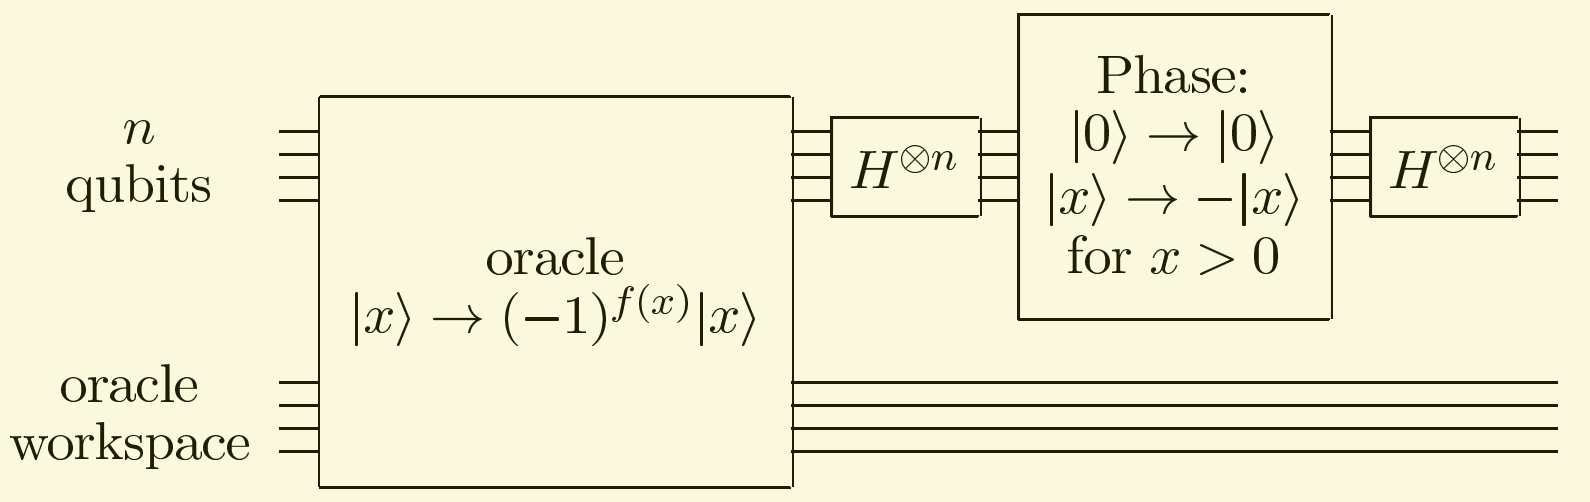 n
qubits
oracle
|x⟩ → (−1)^{f(x)}|x⟩
oracle
workspace
H^{⊗n}
Phase:
|0⟩ → |0⟩
|x⟩ → −|x⟩
for x > 0
H^{⊗n}